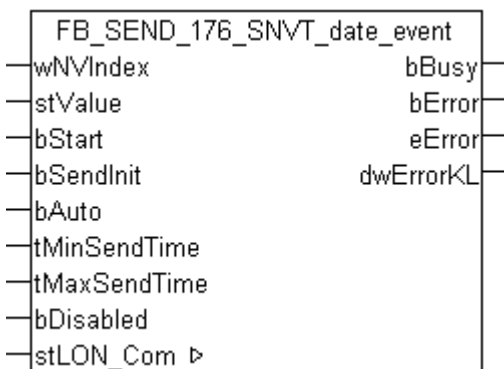 FB_SEND_176_SNVT_date_event
wNVIndex bBusy
stValue bError
bStart eError
bSendInit dwErrorKL
bAuto
tMinSendTime
tMaxSendTime
bDisabled
stLON_Com ▷